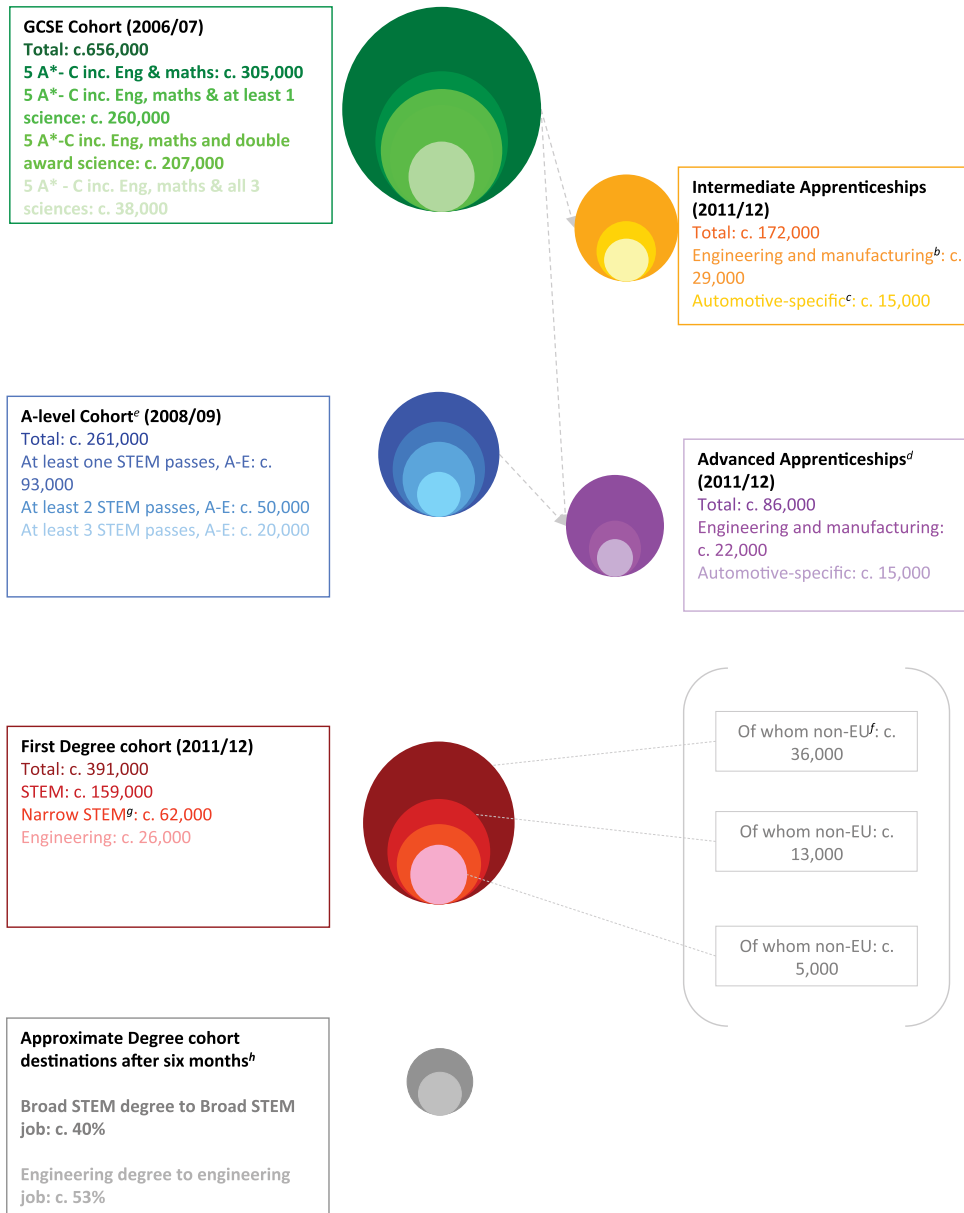 GCSE Cohort (2006/07)
Total: c.656,000
5 A*- C inc. Eng & maths: c. 305,000
5 A*- C inc. Eng, maths & at least 1
science: c. 260,000
5 A*-C inc. Eng, maths and double
award science: c. 207,000
5 A* - C inc. Eng, maths & all 3
sciences: c. 38,000
Intermediate Apprenticeships
(2011/12)
Total: c. 172,000
Engineering and manufacturingb: c.
29,000
Automotive-specificc: c. 15,000
A-level Cohorte (2008/09)
Total: c. 261,000
At least one STEM passes, A-E: c.
93,000
At least 2 STEM passes, A-E: c. 50,000
At least 3 STEM passes, A-E: c. 20,000
Advanced Apprenticeshipsd
(2011/12)
Total: c. 86,000
Engineering and manufacturing:
c. 22,000
Automotive-specific: c. 15,000
First Degree cohort (2011/12)
Total: c. 391,000
STEM: c. 159,000
Narrow STEMg: c. 62,000
Engineering: c. 26,000
Of whom non-EUf: c.
36,000
Of whom non-EU: c.
13,000
Of whom non-EU: c.
5,000
Approximate Degree cohort
destinations after six monthsh
Broad STEM degree to Broad STEM
job: c. 40%
Engineering degree to engineering
job: c. 53%